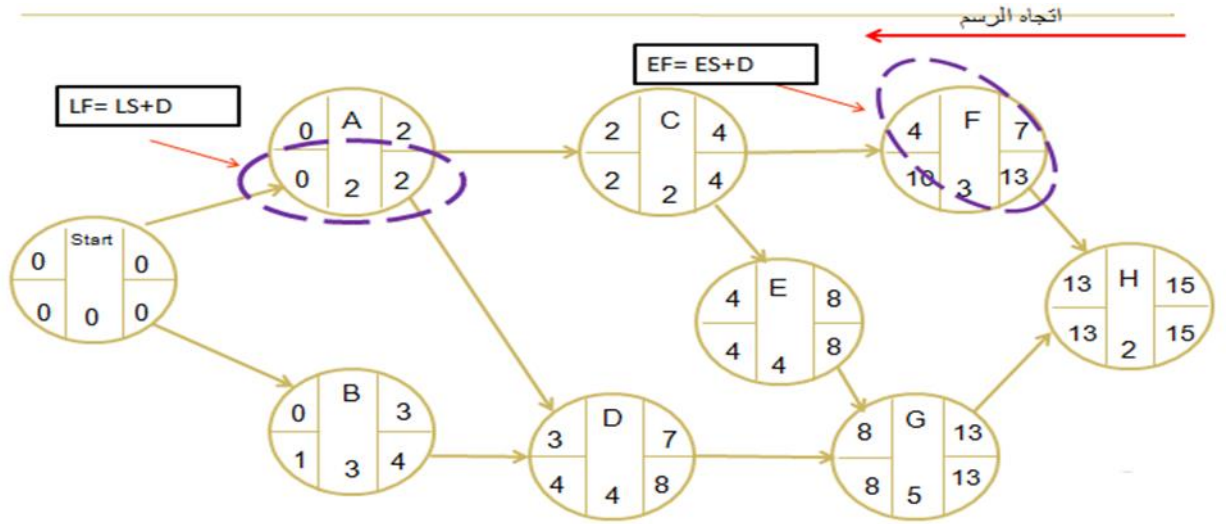 اتجاه الرسم
EF= ES+D
LF= LS+D
0 A 2
0 2 2
2 C 4
2 2 4
4 F 7
10 3 13
Start
0 0
0 0 0
4 E 8
4 4 8
13 H 15
13 2 15
0 B 3
1 3 4
3 D 7
4 4 8
8 G 13
8 5 13